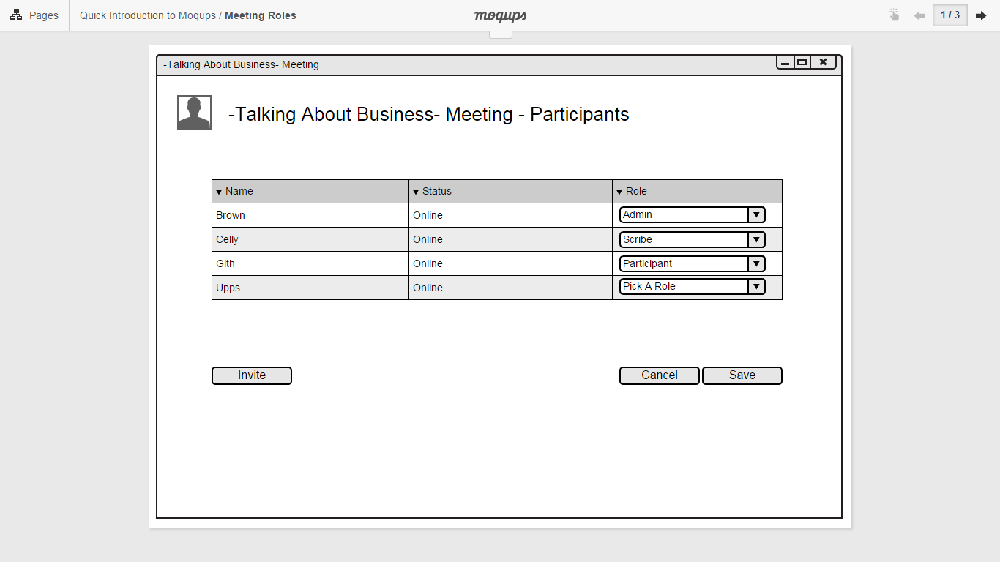 Pages
Quick Introduction to Moqups / Meeting Roles
moqups
1 / 3
...
-Talking About Business- Meeting
-Talking About Business- Meeting - Participants
Name Status Role
Brown Online Admin
Celly Online Scribe
Gith Online Participant
Upps Online Pick A Role
Invite Cancel Save